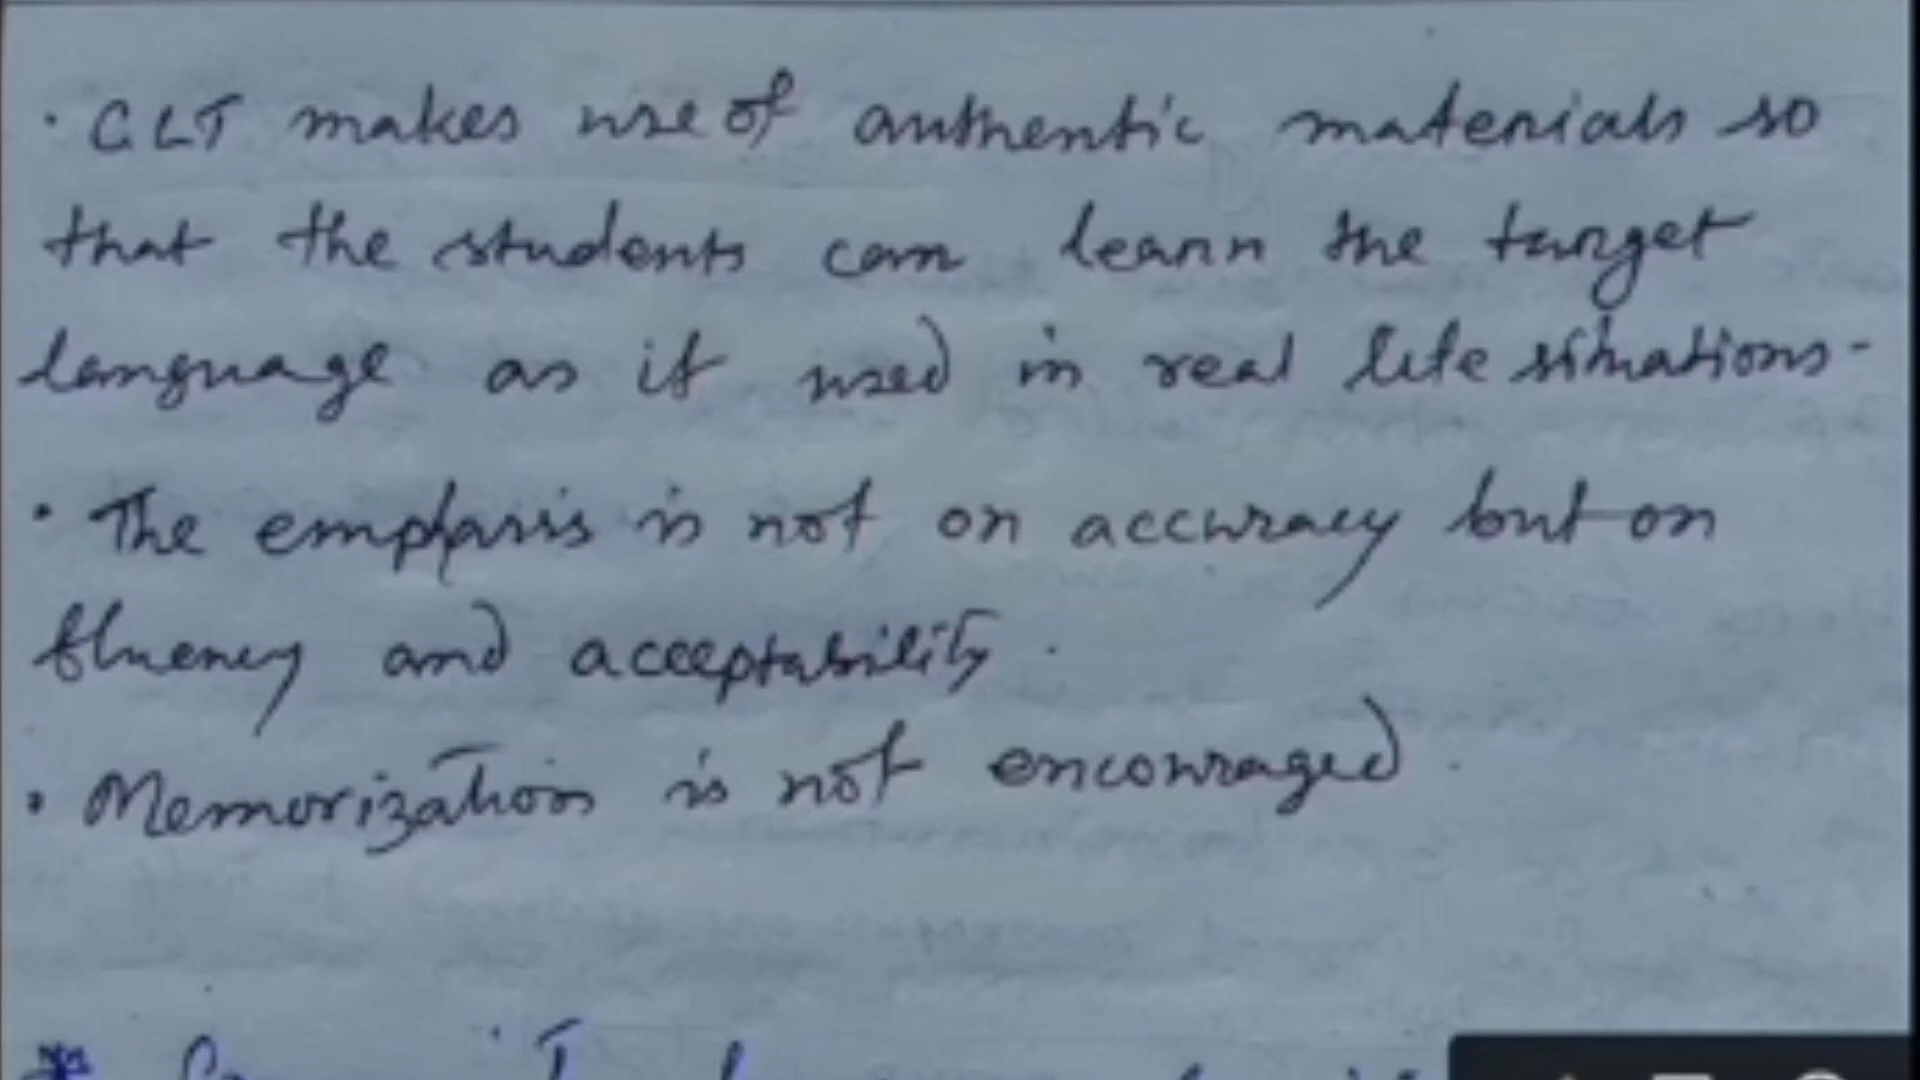 · CLT makes use of authentic materials so
that the students can learn the target
language as it used in real life situations-
· The emphasis is not on accuracy but on
fluency and acceptability.
· Memorization is not encouraged.